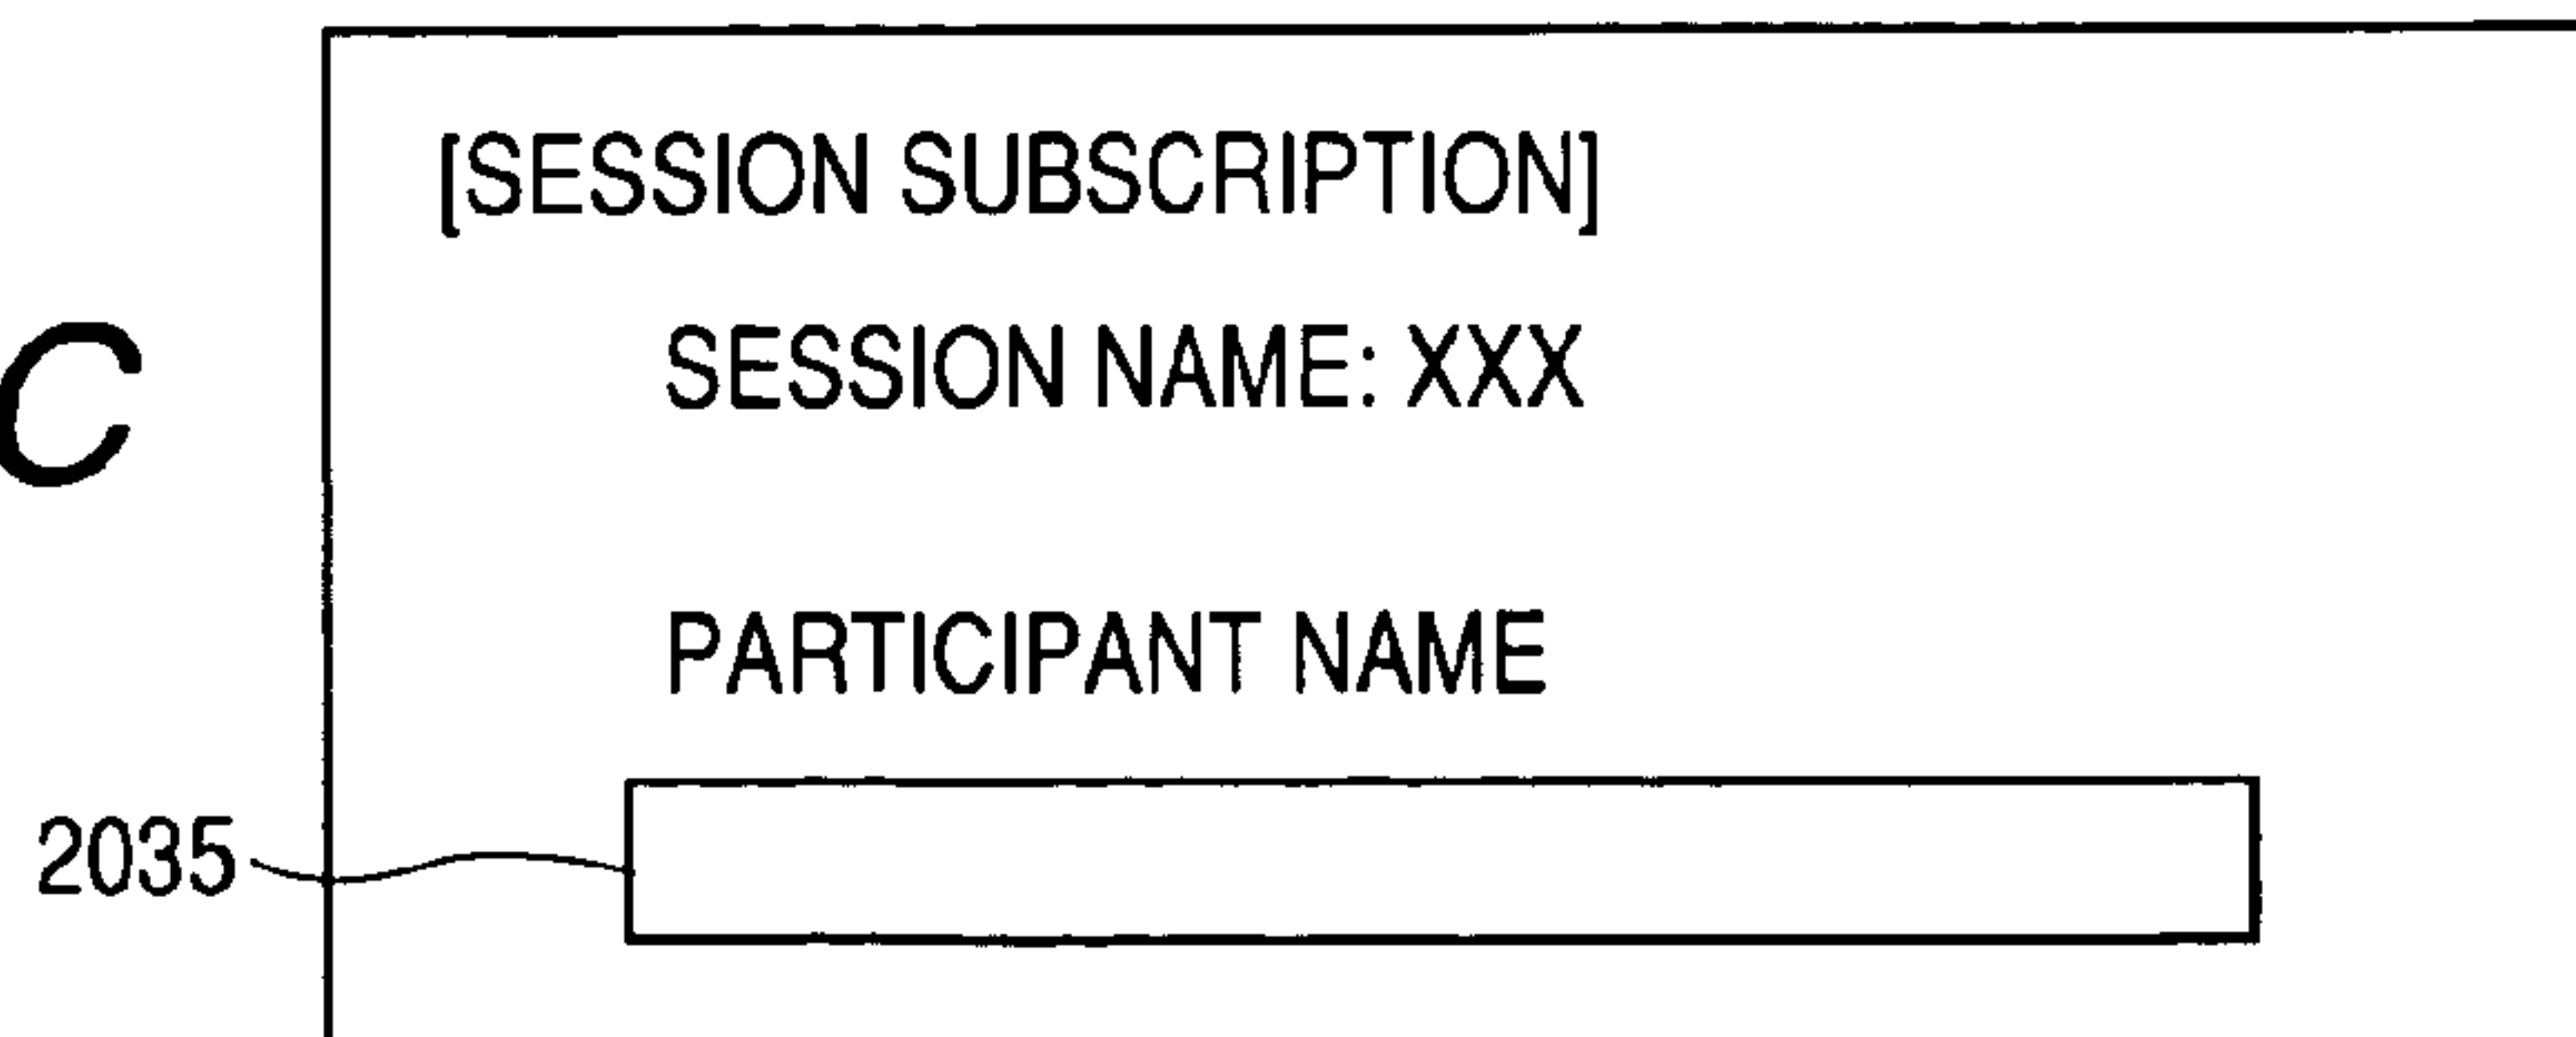 [SESSION SUBSCRIPTION]
C
SESSION NAME: XXX
PARTICIPANT NAME
2035